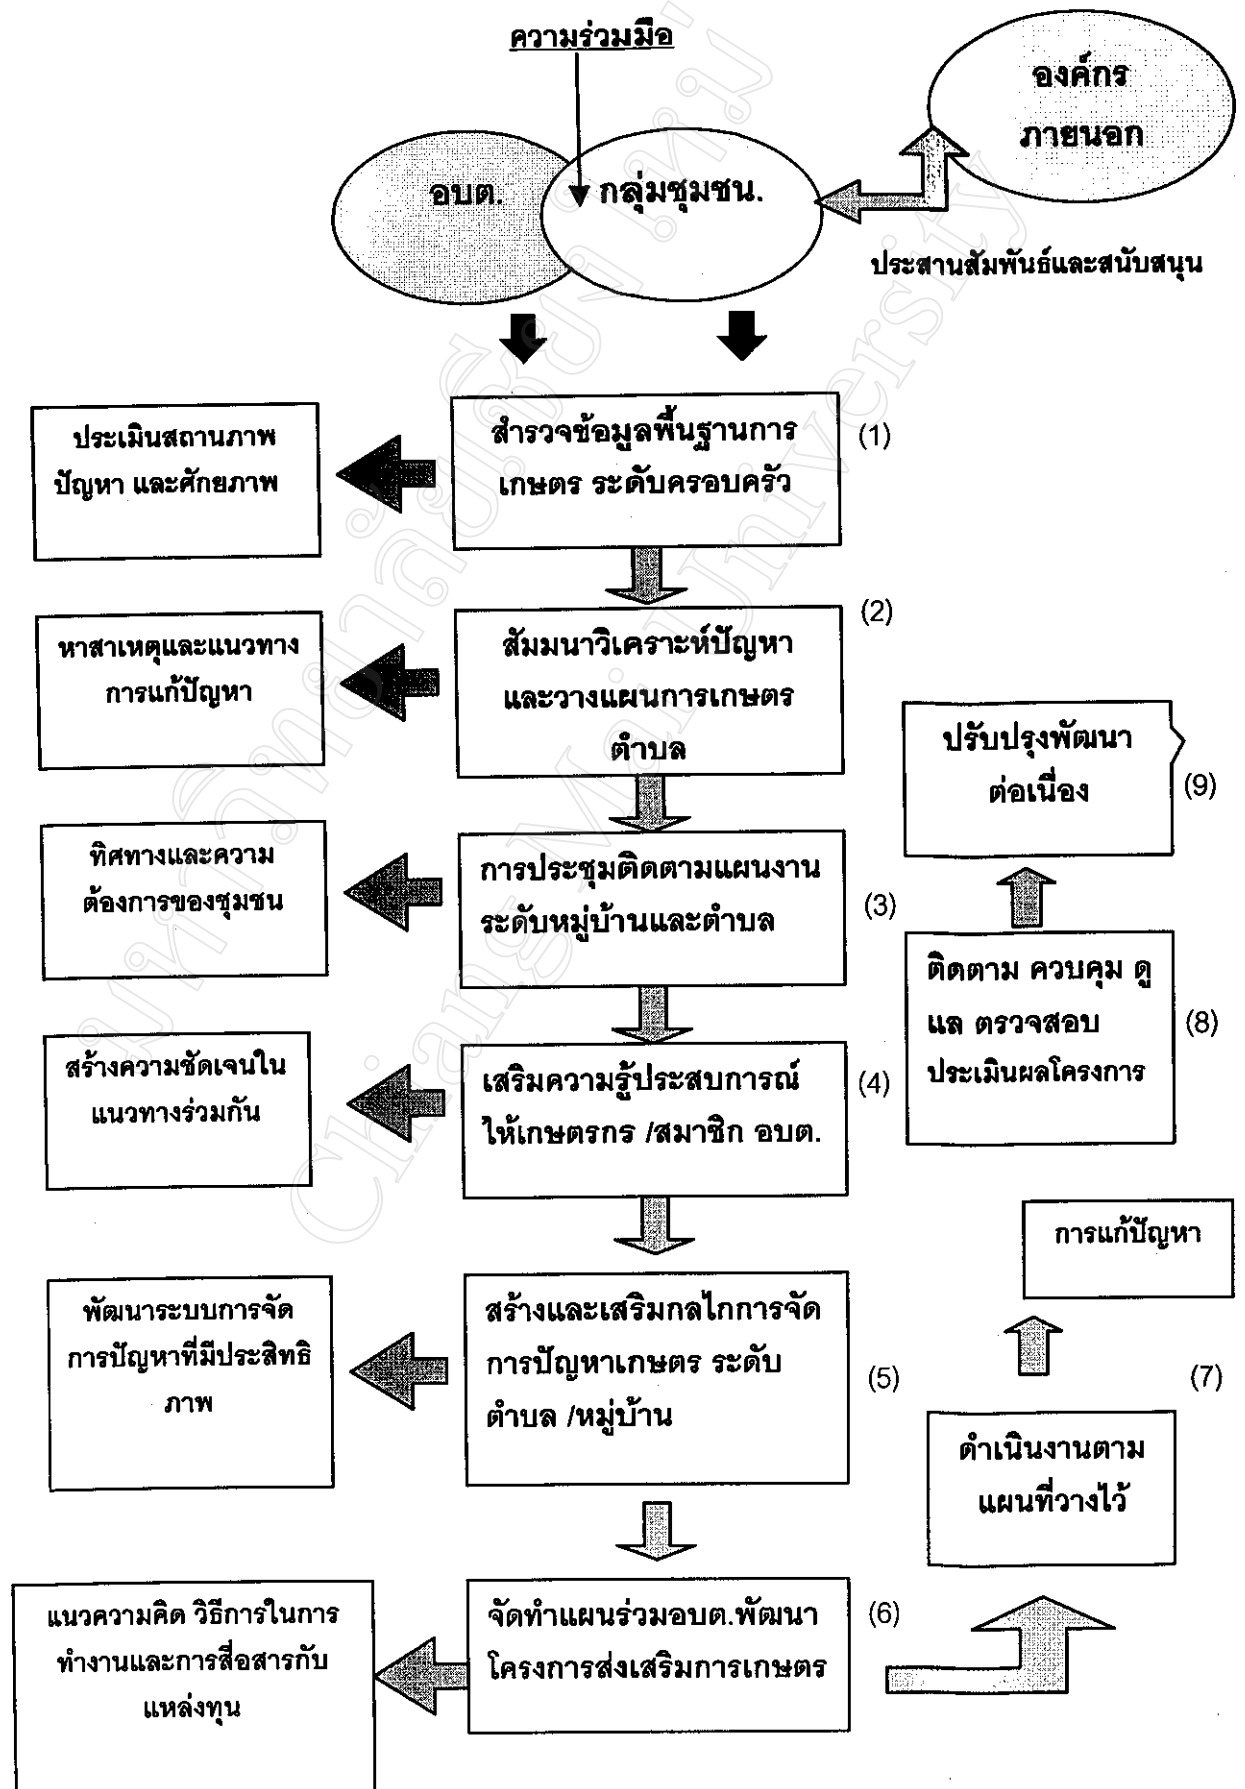 ความร่วมมือ
องค์กร
ภายนอก
อบต.
กลุ่มชุมชน.
ประสานสัมพันธ์และสนับสนุน
ประเมินสถานภาพ
ปัญหา และศักยภาพ
สำรวจข้อมูลพื้นฐานการ
เกษตร ระดับครอบครัว
(1)
หาสาเหตุและแนวทาง
การแก้ปัญหา
สัมมนาวิเคราะห์ปัญหา
และวางแผนการเกษตร
ตำบล
(2)
ทิศทางและความ
ต้องการของชุมชน
การประชุมติดตามแผนงาน
ระดับหมู่บ้านและตำบล
(3)
สร้างความชัดเจนใน
แนวทางร่วมกัน
เสริมความรู้ประสบการณ์
ให้เกษตรกร /สมาชิก อบต.
(4)
พัฒนาระบบการจัด
การปัญหาที่มีประสิทธิ
ภาพ
สร้างและเสริมกลไกการจัด
การปัญหาเกษตร ระดับ
ตำบล /หมู่บ้าน
(5)
แนวความคิด วิธีการในการ
ทำงานและการสื่อสารกับ
แหล่งทุน
จัดทำแผนร่วมอบต.พัฒนา
โครงการส่งเสริมการเกษตร
(6)
ดำเนินงานตาม
แผนที่วางไว้
(7)
การแก้ปัญหา
ติดตาม ควบคุม ดู
แล ตรวจสอบ
ประเมินผลโครงการ
(8)
ปรับปรุงพัฒนา
ต่อเนื่อง
(9)
มหาวิทยาลัยเชียงใหม่
Chiang Mai University